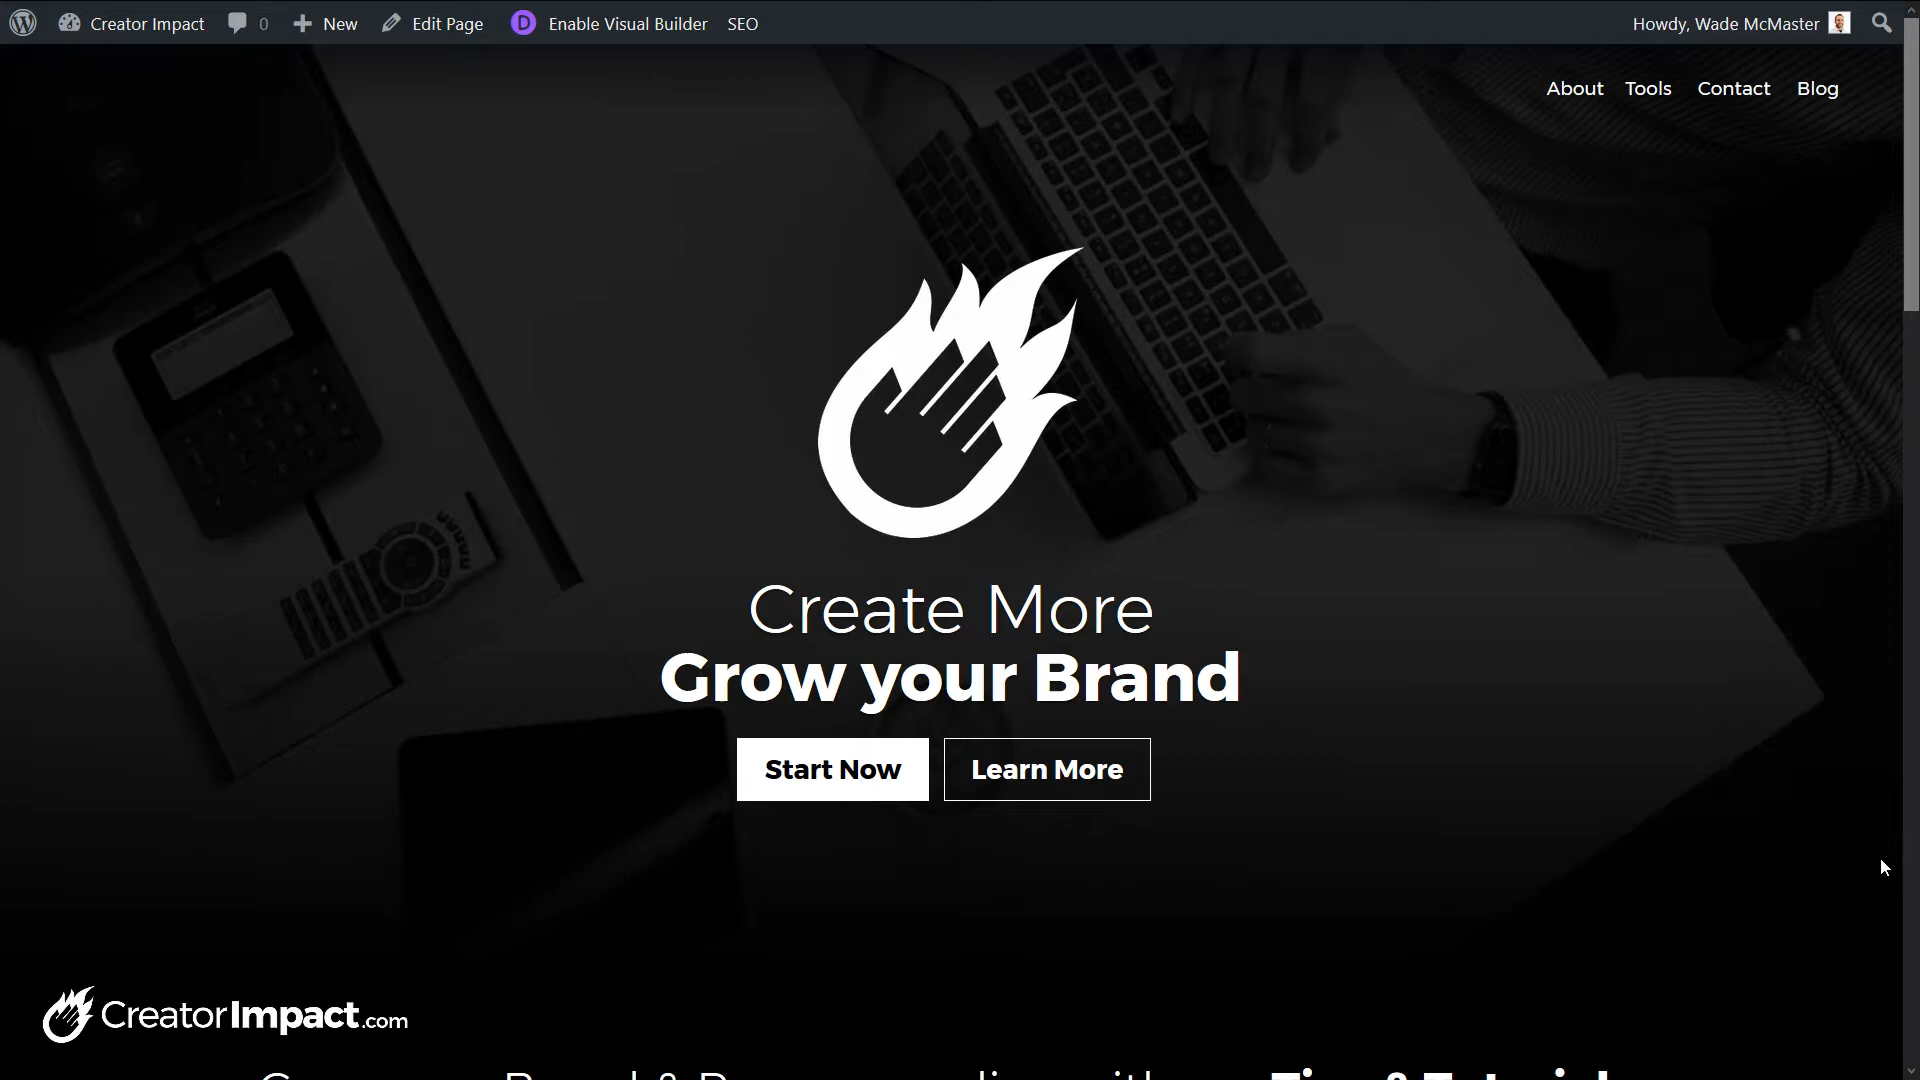 Creator Impact 0 New Edit Page D Enable Visual Builder SEO Howdy, Wade McMaster
About Tools Contact Blog
Create More
Grow your Brand
Start Now Learn More
CreatorImpact.com